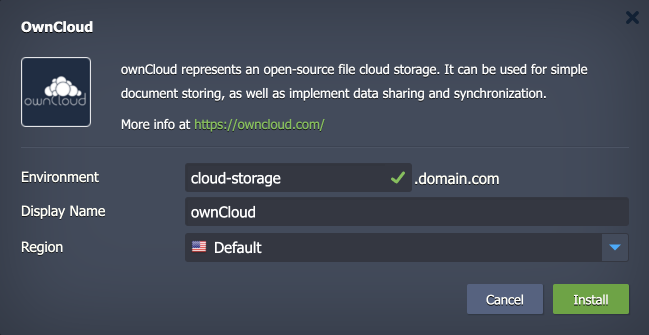 OwnCloud
ownCloud
ownCloud represents an open-source file cloud storage. It can be used for simple
document storing, as well as implement data sharing and synchronization.
More info at https://owncloud.com/
Environment cloud-storage .domain.com
Display Name ownCloud
Region Default
Cancel Install